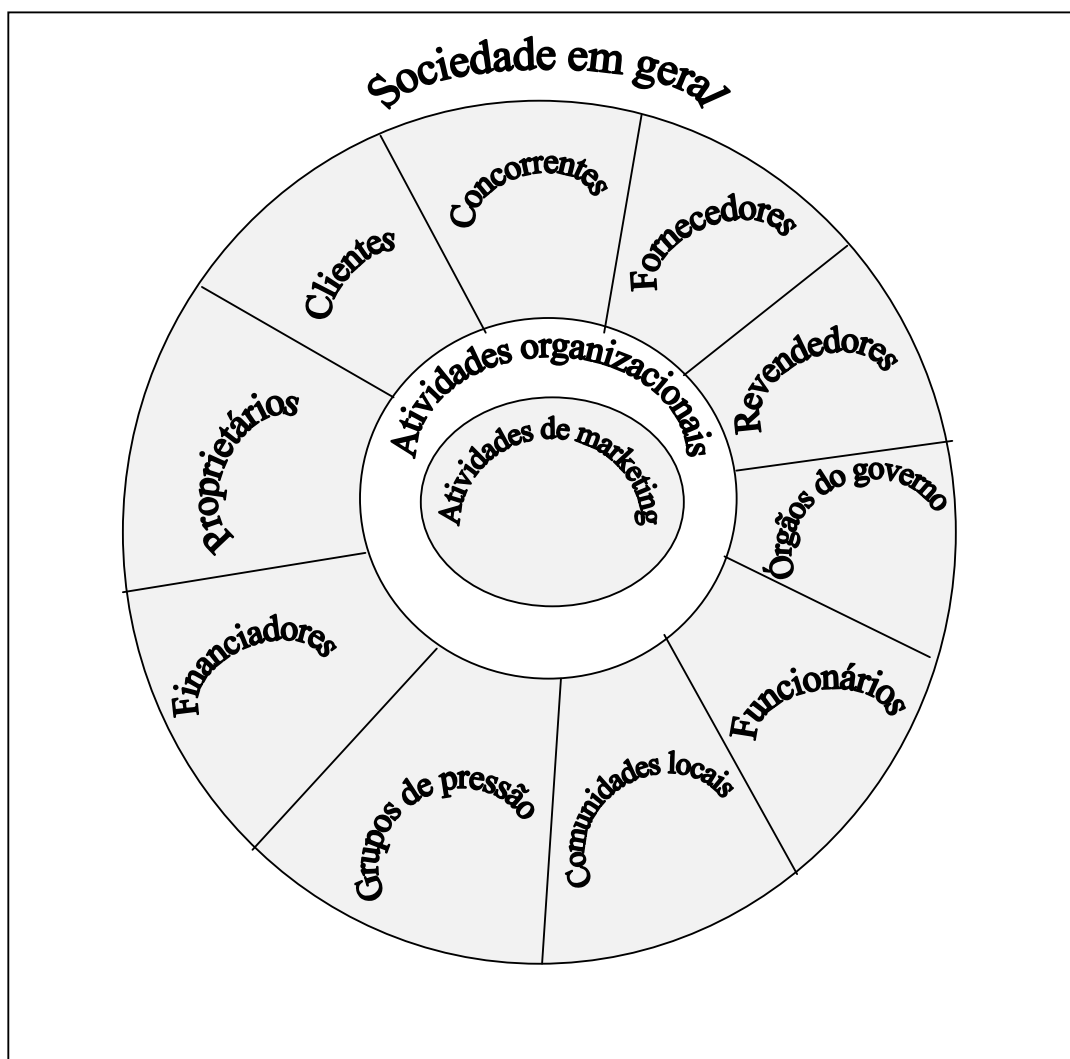 Sociedade em geral
Concorrentes
Fornecedores
Clientes
Revendedores
Atividades organizacionais
Atividades de marketing
Proprietários
Órgãos do governo
Financiadores
Funcionários
Grupos de pressão
Comunidades locais